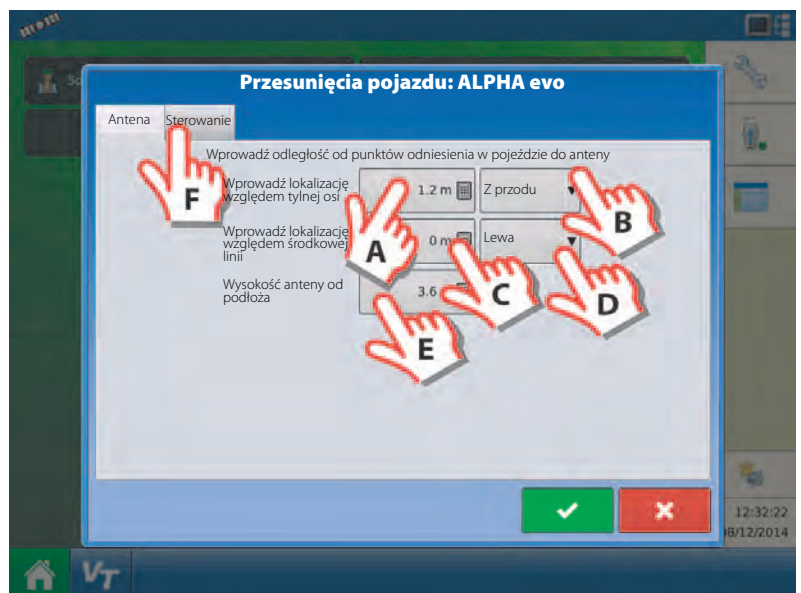 Sp
Przesunięcia pojazdu: ALPHA evo
Antena Sterowanie
Wprowadź odległość od punktów odniesienia w pojeździe do anteny
Wprowadź lokalizację
względem tylnej osi
1.2 m Z przodu
Wprowadź lokalizację
względem środkowej
linii
0 m Lewa
Wysokość anteny od
podłoża
3.6
F
A
B
C
D
E
12:32:22
/12/2014
VT